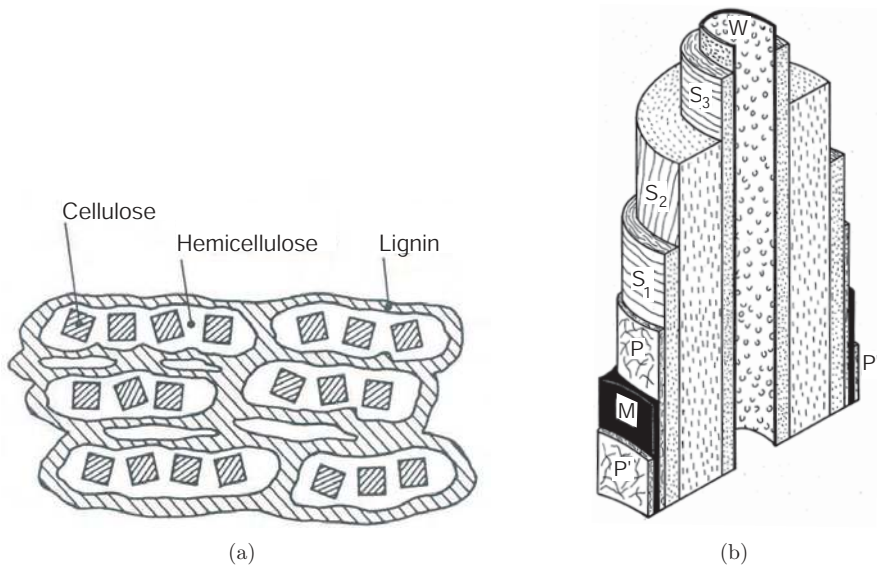 Cellulose
Hemicellulose
Lignin
(a)
W
S3
S2
S1
P
M
P'
P'
(b)